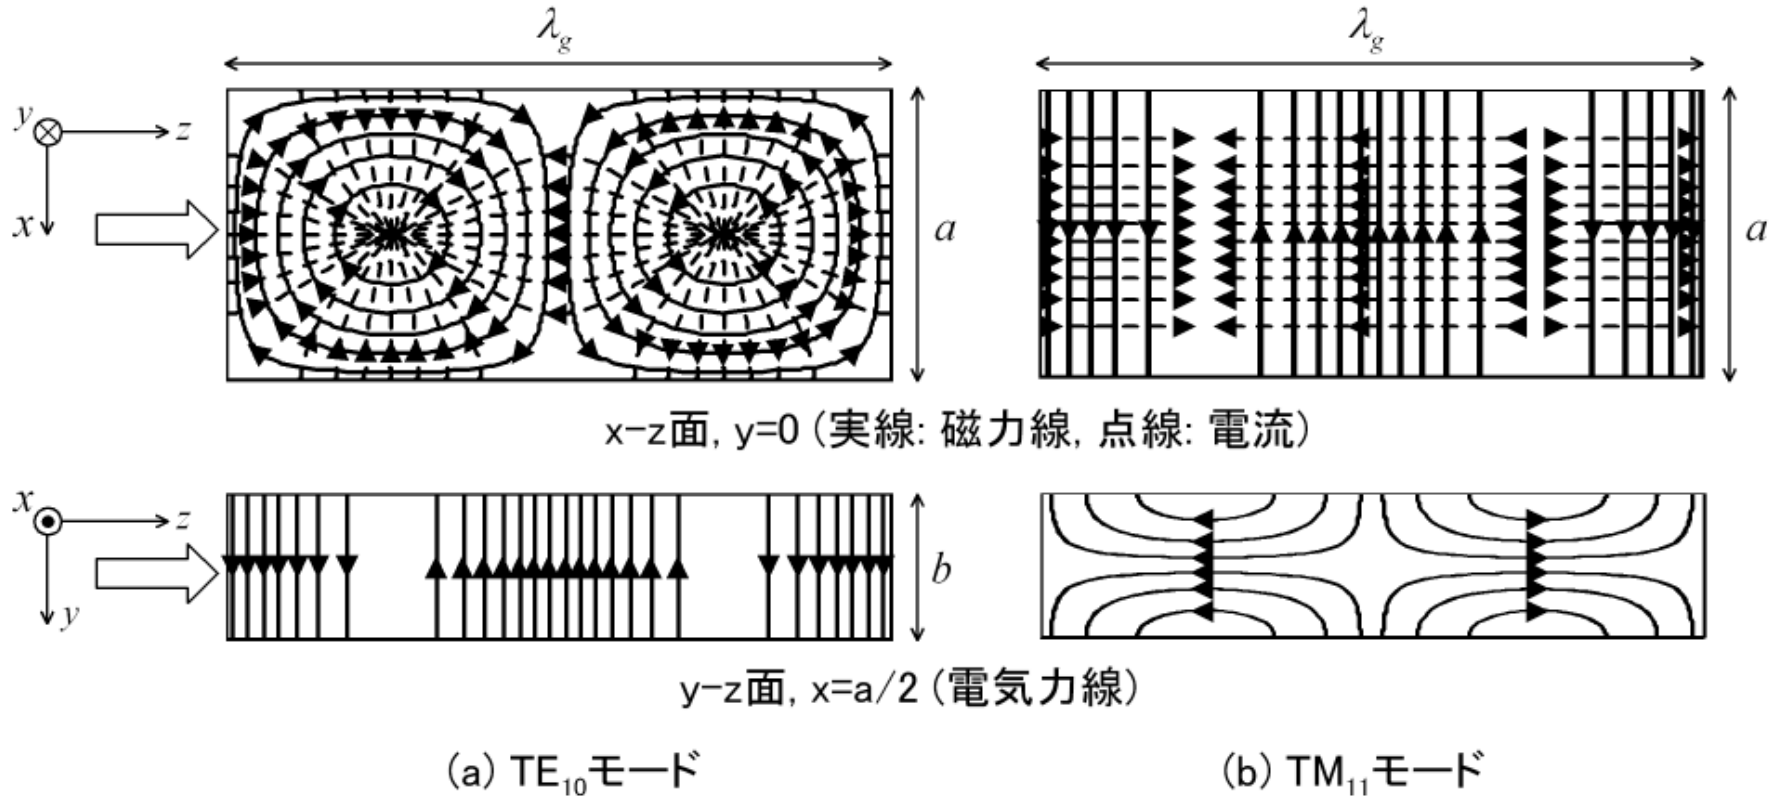 λg λg
y z
x a a
x-z面, y=0 (実線: 磁力線, 点線: 電流)
x z
y b
y-z面, x=a/2 (電気力線)
(a) TE10モード (b) TM11モード